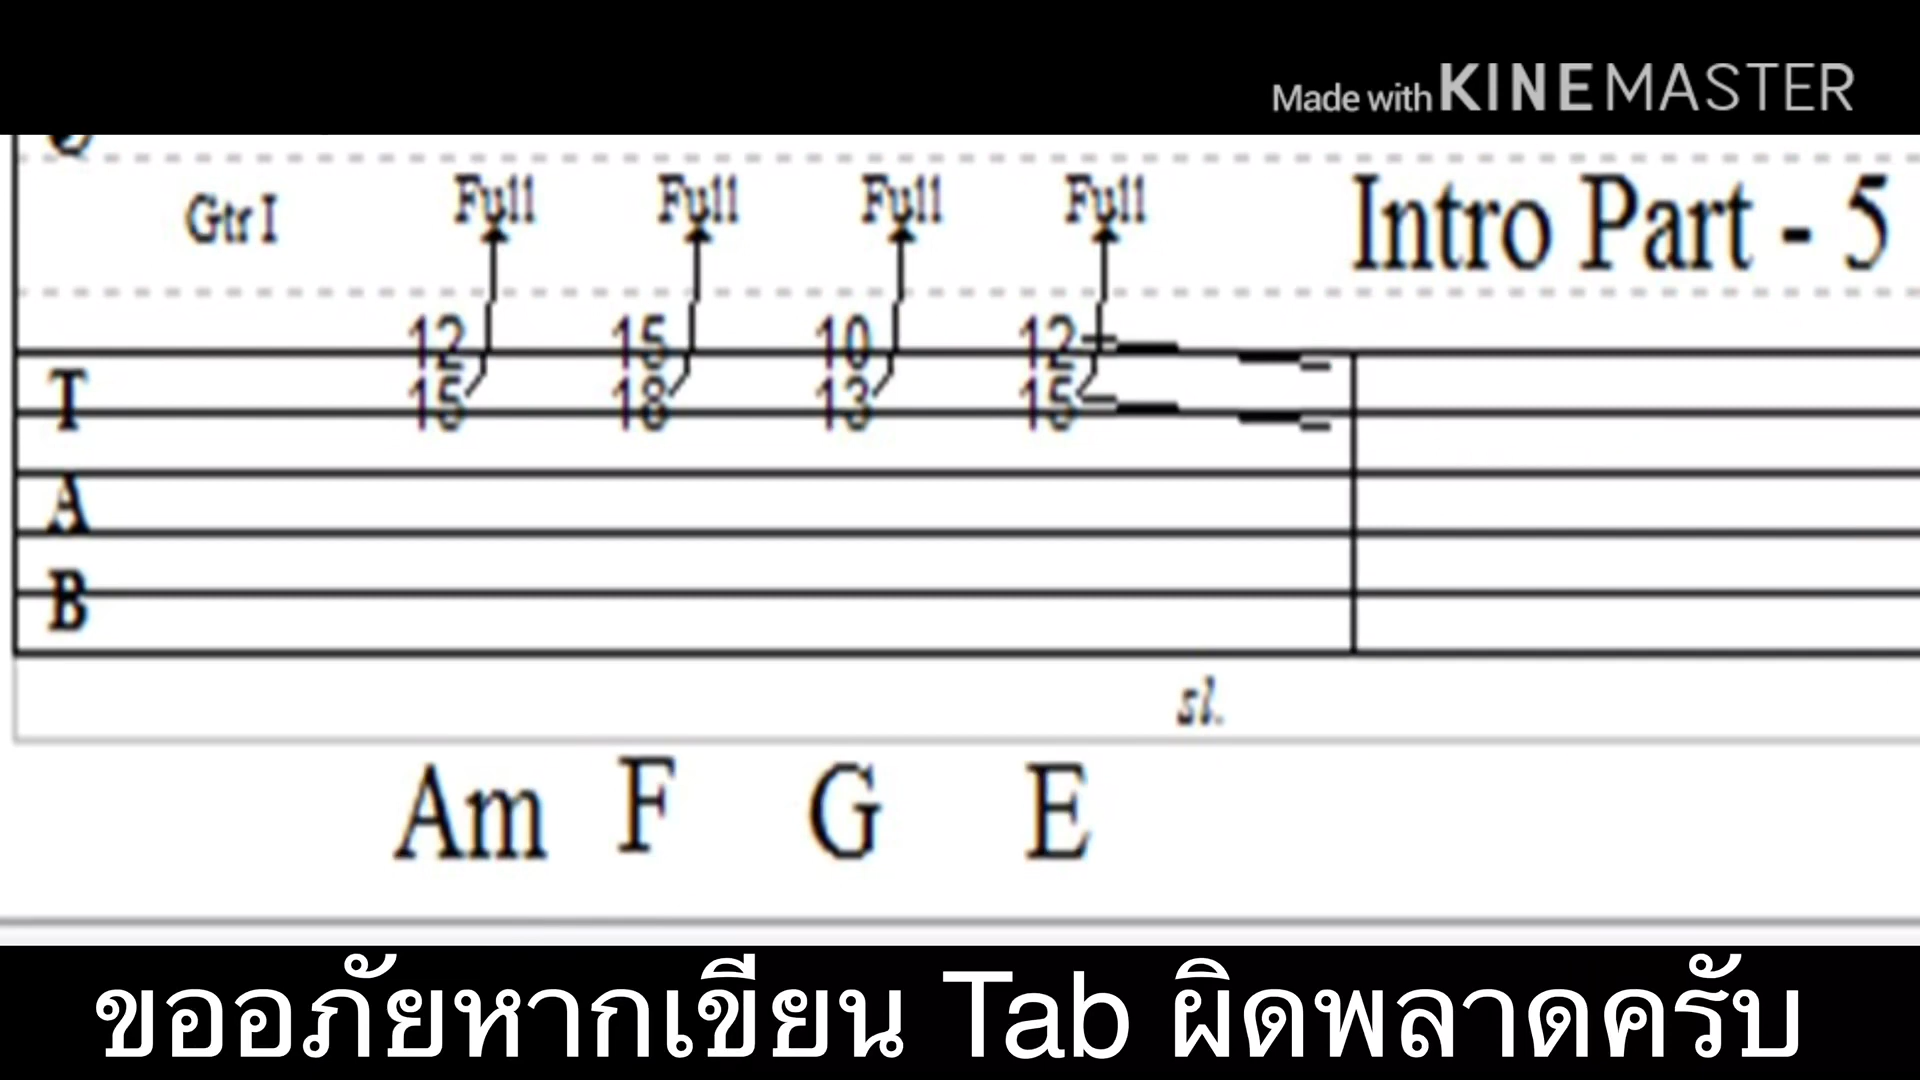 Made with KINEMASTER
Gtr I Full Full Full Full Intro Part - 5
12 15 10 12
T 15 18 13 15
A
B
sl.
Am F G E
ขออภัยหากเขียน Tab ผิดพลาดครับ